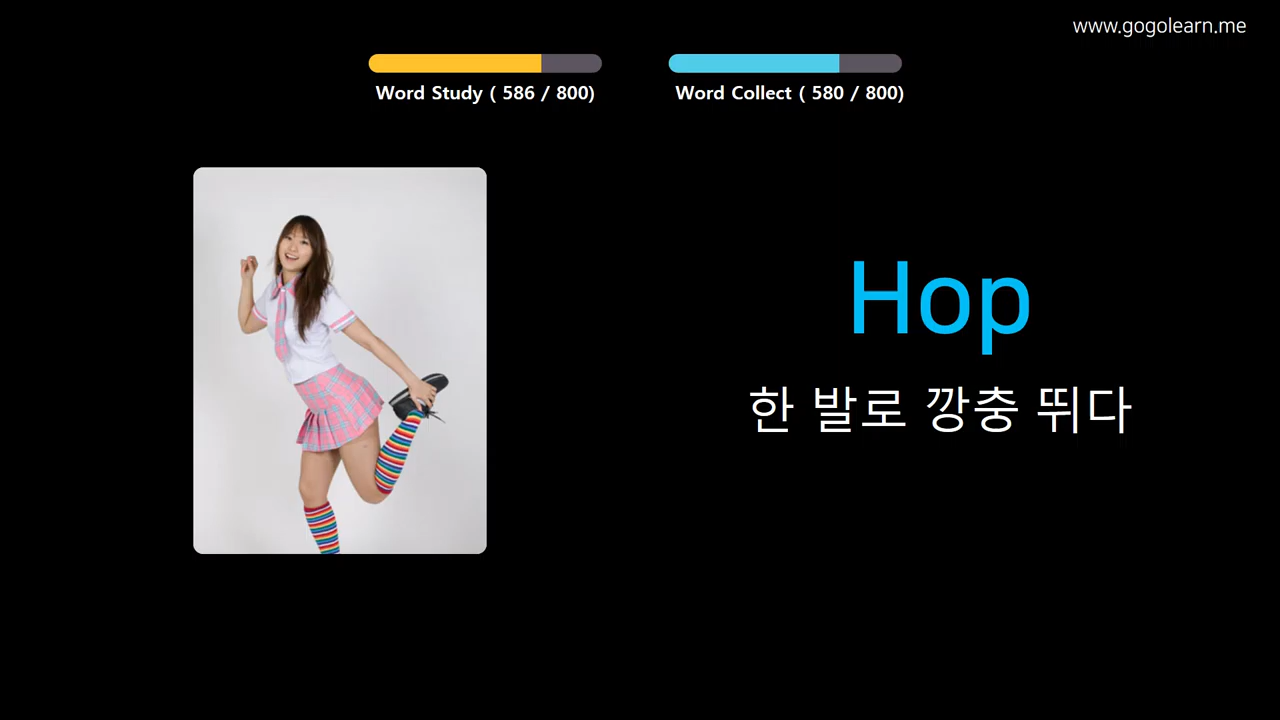 www.gogolearn.me
Word Study ( 586 / 800)
Word Collect ( 580 / 800)
Hop
한 발로 깡충 뛰다